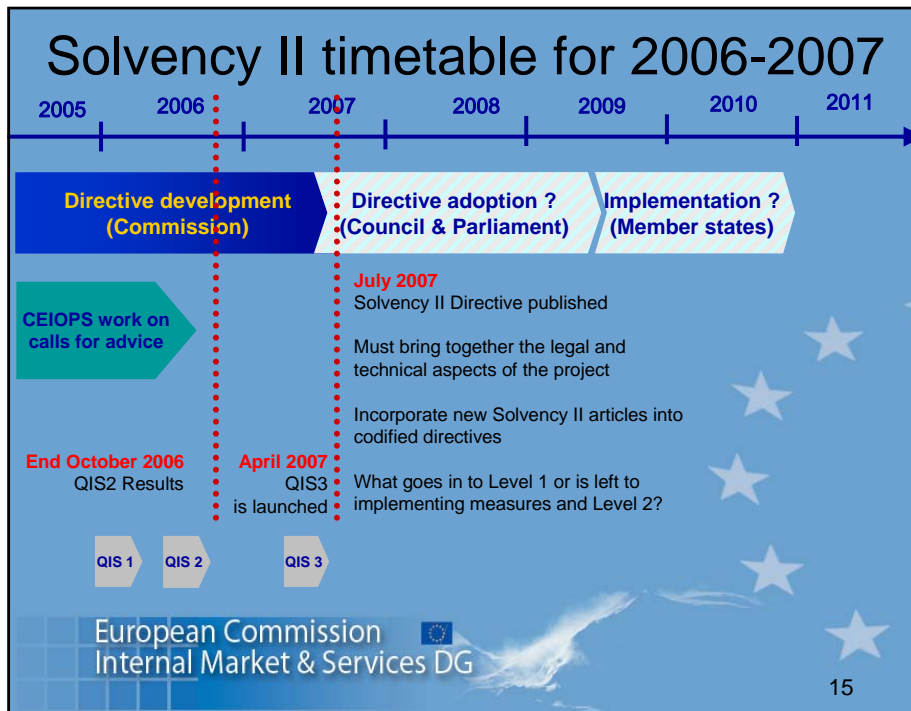 Solvency II timetable for 2006-2007
2005 2006 2007 2008 2009 2010 2011
Directive development
(Commission)
Directive adoption ?
(Council & Parliament)
Implementation ?
(Member states)
CEIOPS work on
calls for advice
July 2007
Solvency II Directive published
Must bring together the legal and
technical aspects of the project
Incorporate new Solvency II articles into
codified directives
What goes in to Level 1 or is left to
implementing measures and Level 2?
End October 2006
QIS2 Results
April 2007
QIS3
is launched
QIS 1
QIS 2
QIS 3
European Commission
Internal Market & Services DG
15